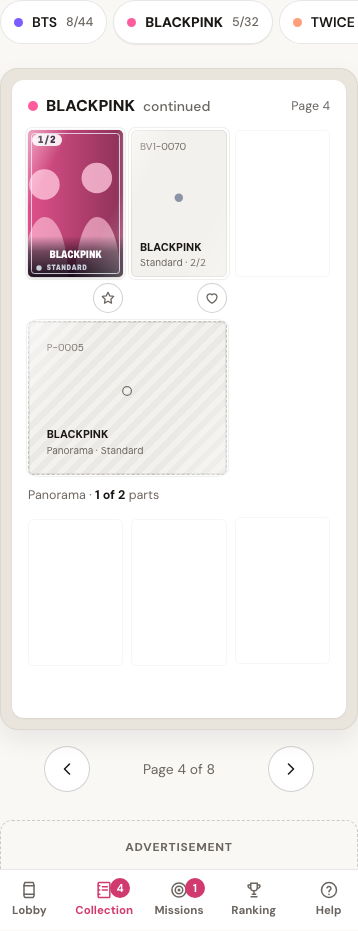 BTS 8/44 BLACKPINK 5/32 TWICE
BLACKPINK continued Page 4
1/2
BLACKPINK
STANDARD
BV1-0070
BLACKPINK
Standard · 2/2
P-0005
BLACKPINK
Panorama · Standard
Panorama · 1 of 2 parts
Page 4 of 8
ADVERTISEMENT
4 1
Lobby Collection Missions Ranking Help